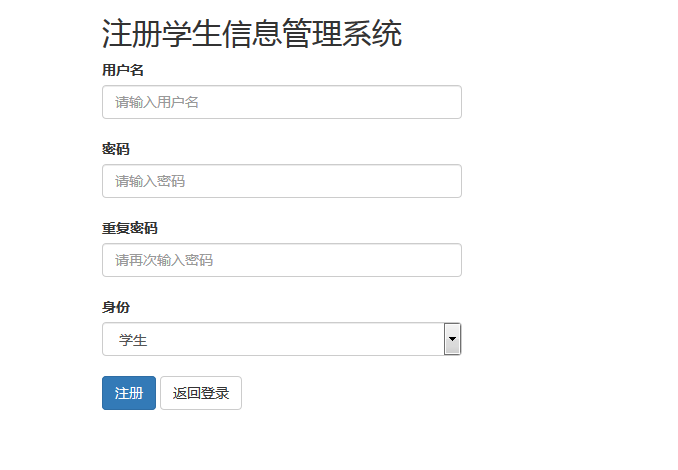 注册学生信息管理系统
用户名
请输入用户名
密码
请输入密码
重复密码
请再次输入密码
身份
学生
注册 返回登录